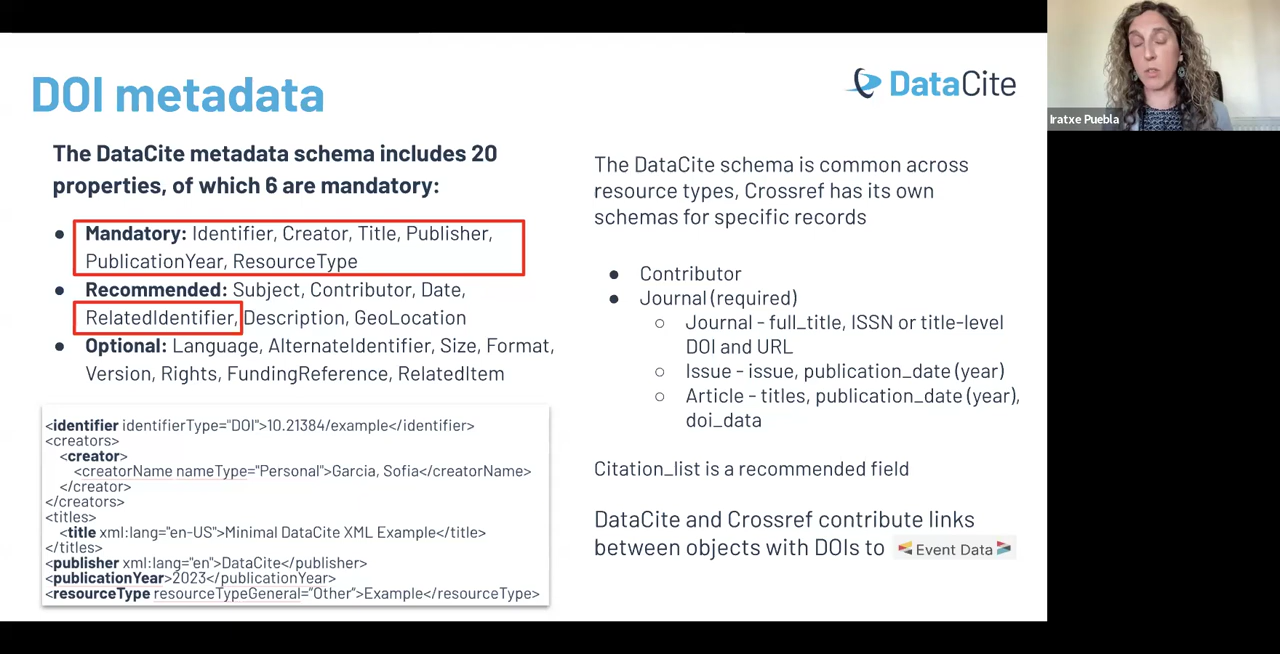 DOI metadata
DataCite
Iratxe Puebla
The DataCite metadata schema includes 20
properties, of which 6 are mandatory:
● Mandatory: Identifier, Creator, Title, Publisher,
PublicationYear, ResourceType
● Recommended: Subject, Contributor, Date,
RelatedIdentifier, Description, GeoLocation
● Optional: Language, AlternateIdentifier, Size, Format,
Version, Rights, FundingReference, RelatedItem
<identifier identifierType="DOI">10.21384/example</identifier>
<creators>
<creator>
<creatorName nameType="Personal">Garcia, Sofia</creatorName>
</creator>
</creators>
<titles>
<title xml:lang="en-US">Minimal DataCite XML Example</title>
</titles>
<publisher xml:lang="en">DataCite</publisher>
<publicationYear>2023</publicationYear>
<resourceType resourceTypeGeneral=“Other”>Example</resourceType>
The DataCite schema is common across
resource types, Crossref has its own
schemas for specific records
● Contributor
● Journal (required)
○ Journal - full_title, ISSN or title-level
DOI and URL
○ Issue - issue, publication_date (year)
○ Article - titles, publication_date (year),
doi_data
Citation_list is a recommended field
DataCite and Crossref contribute links
between objects with DOIs to Event Data